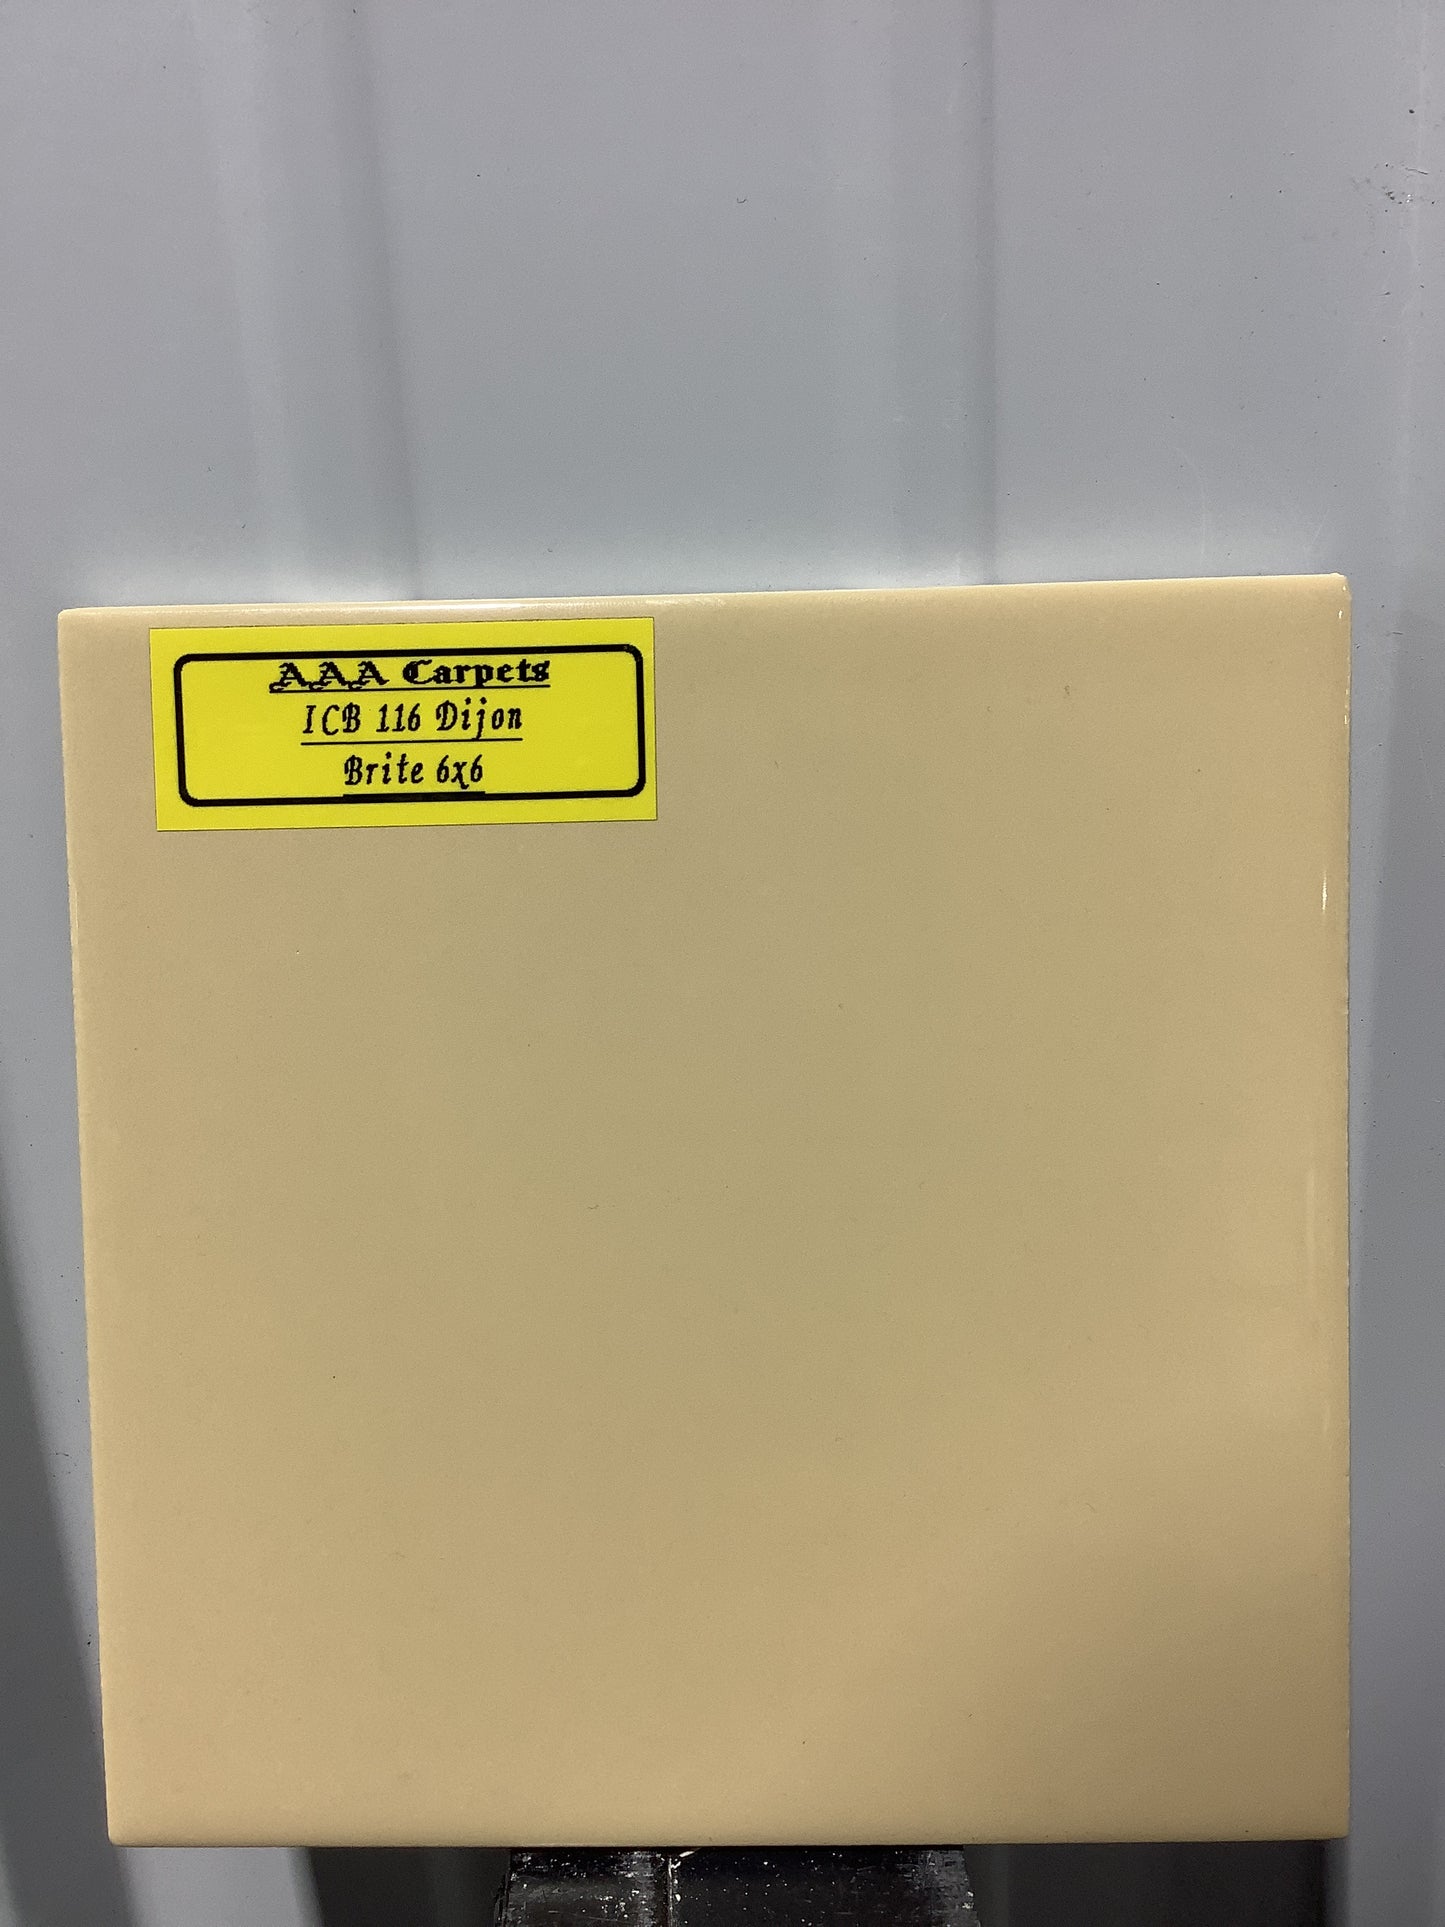 AAA Carpets
ICB 116 Dijon
Brite 6x6